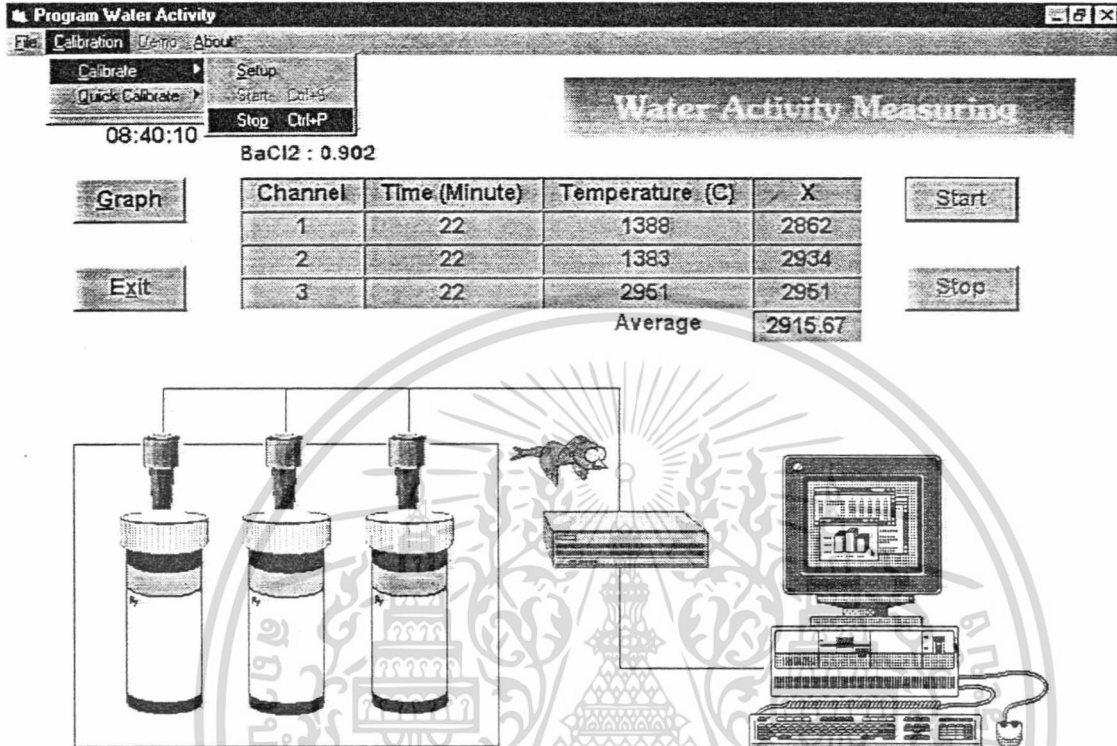 Program Water Activity
File Calibration Demo About
Calibrate Setup
Quick Calibrate Start Ctrl+S
Stop Ctrl+P
Water Activity Measuring
08:40:10
BaCl2 : 0.902
Graph
Channel Time (Minute) Temperature (C) X
1 22 1388 2862
2 22 1383 2934
3 22 2951 2951
Average 2915.67
Start
Exit
Stop